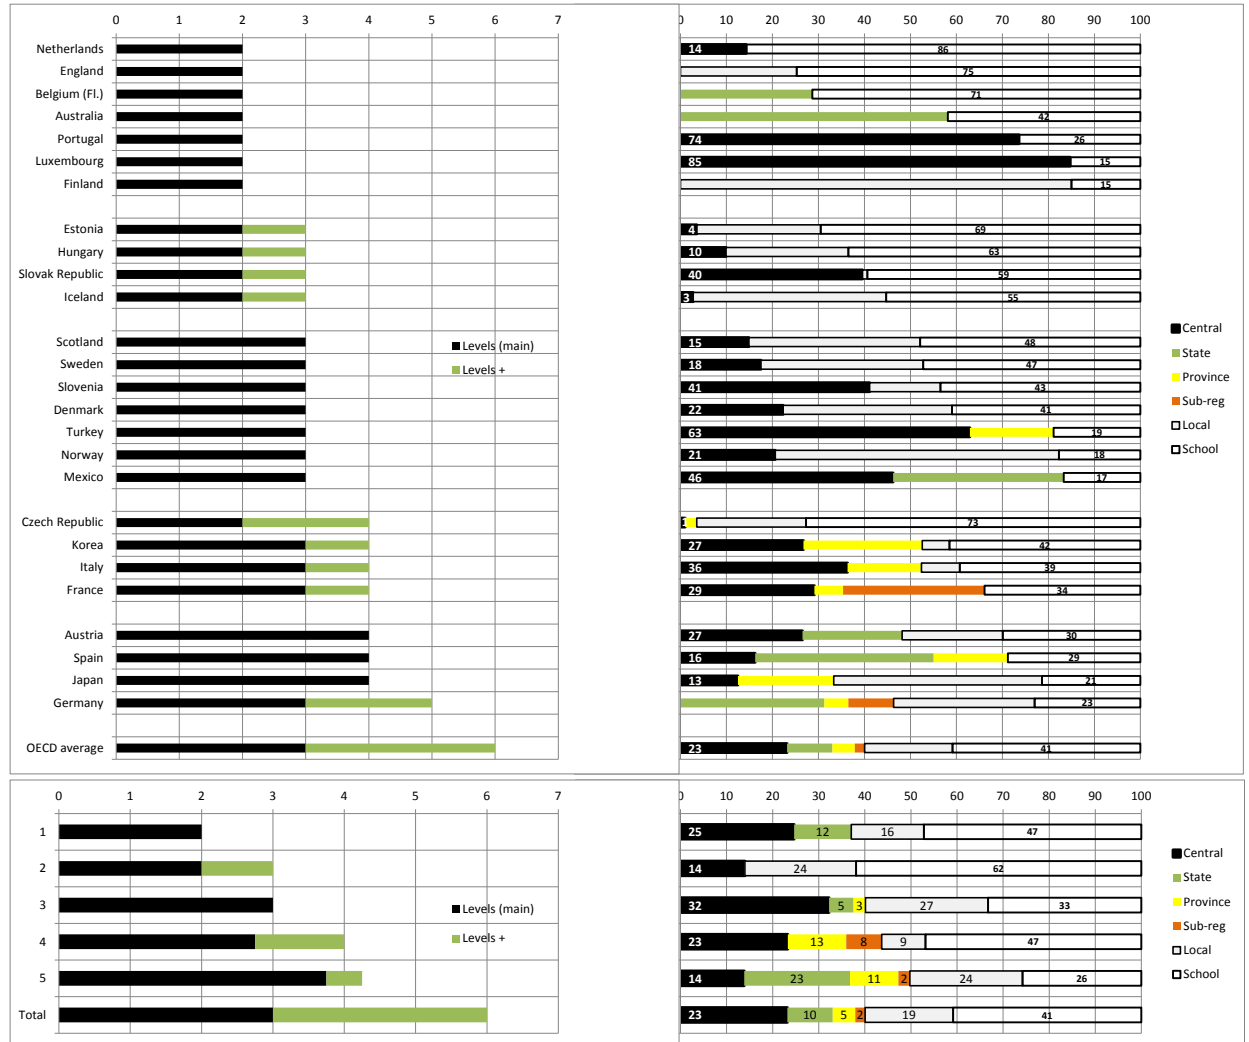 0 1 2 3 4 5 6 7
0 10 20 30 40 50 60 70 80 90 100
Netherlands 14 86
England 75
Belgium (Fl.) 71
Australia 42
Portugal 74 26
Luxembourg 85 15
Finland 15
Estonia 4 69
Hungary 10 63
Slovak Republic 40 59
Iceland 3 55
Scotland 15 48
Sweden 18 47
Slovenia 41 43
Denmark 22 41
Turkey 63 19
Norway 21 18
Mexico 46 17
Levels (main)
Levels +
Central
State
Province
Sub-reg
Local
School
Czech Republic 1 73
Korea 27 42
Italy 36 39
France 29 34
Austria 27 30
Spain 16 29
Japan 13 21
Germany 23
OECD average 23 41
0 1 2 3 4 5 6 7
0 10 20 30 40 50 60 70 80 90 100
1 25 12 16 47
2 14 24 62
3 32 5 3 27 33
4 23 13 8 9 47
5 14 23 11 2 24 26
Total 23 10 5 2 19 41
Levels (main)
Levels +
Central
State
Province
Sub-reg
Local
School